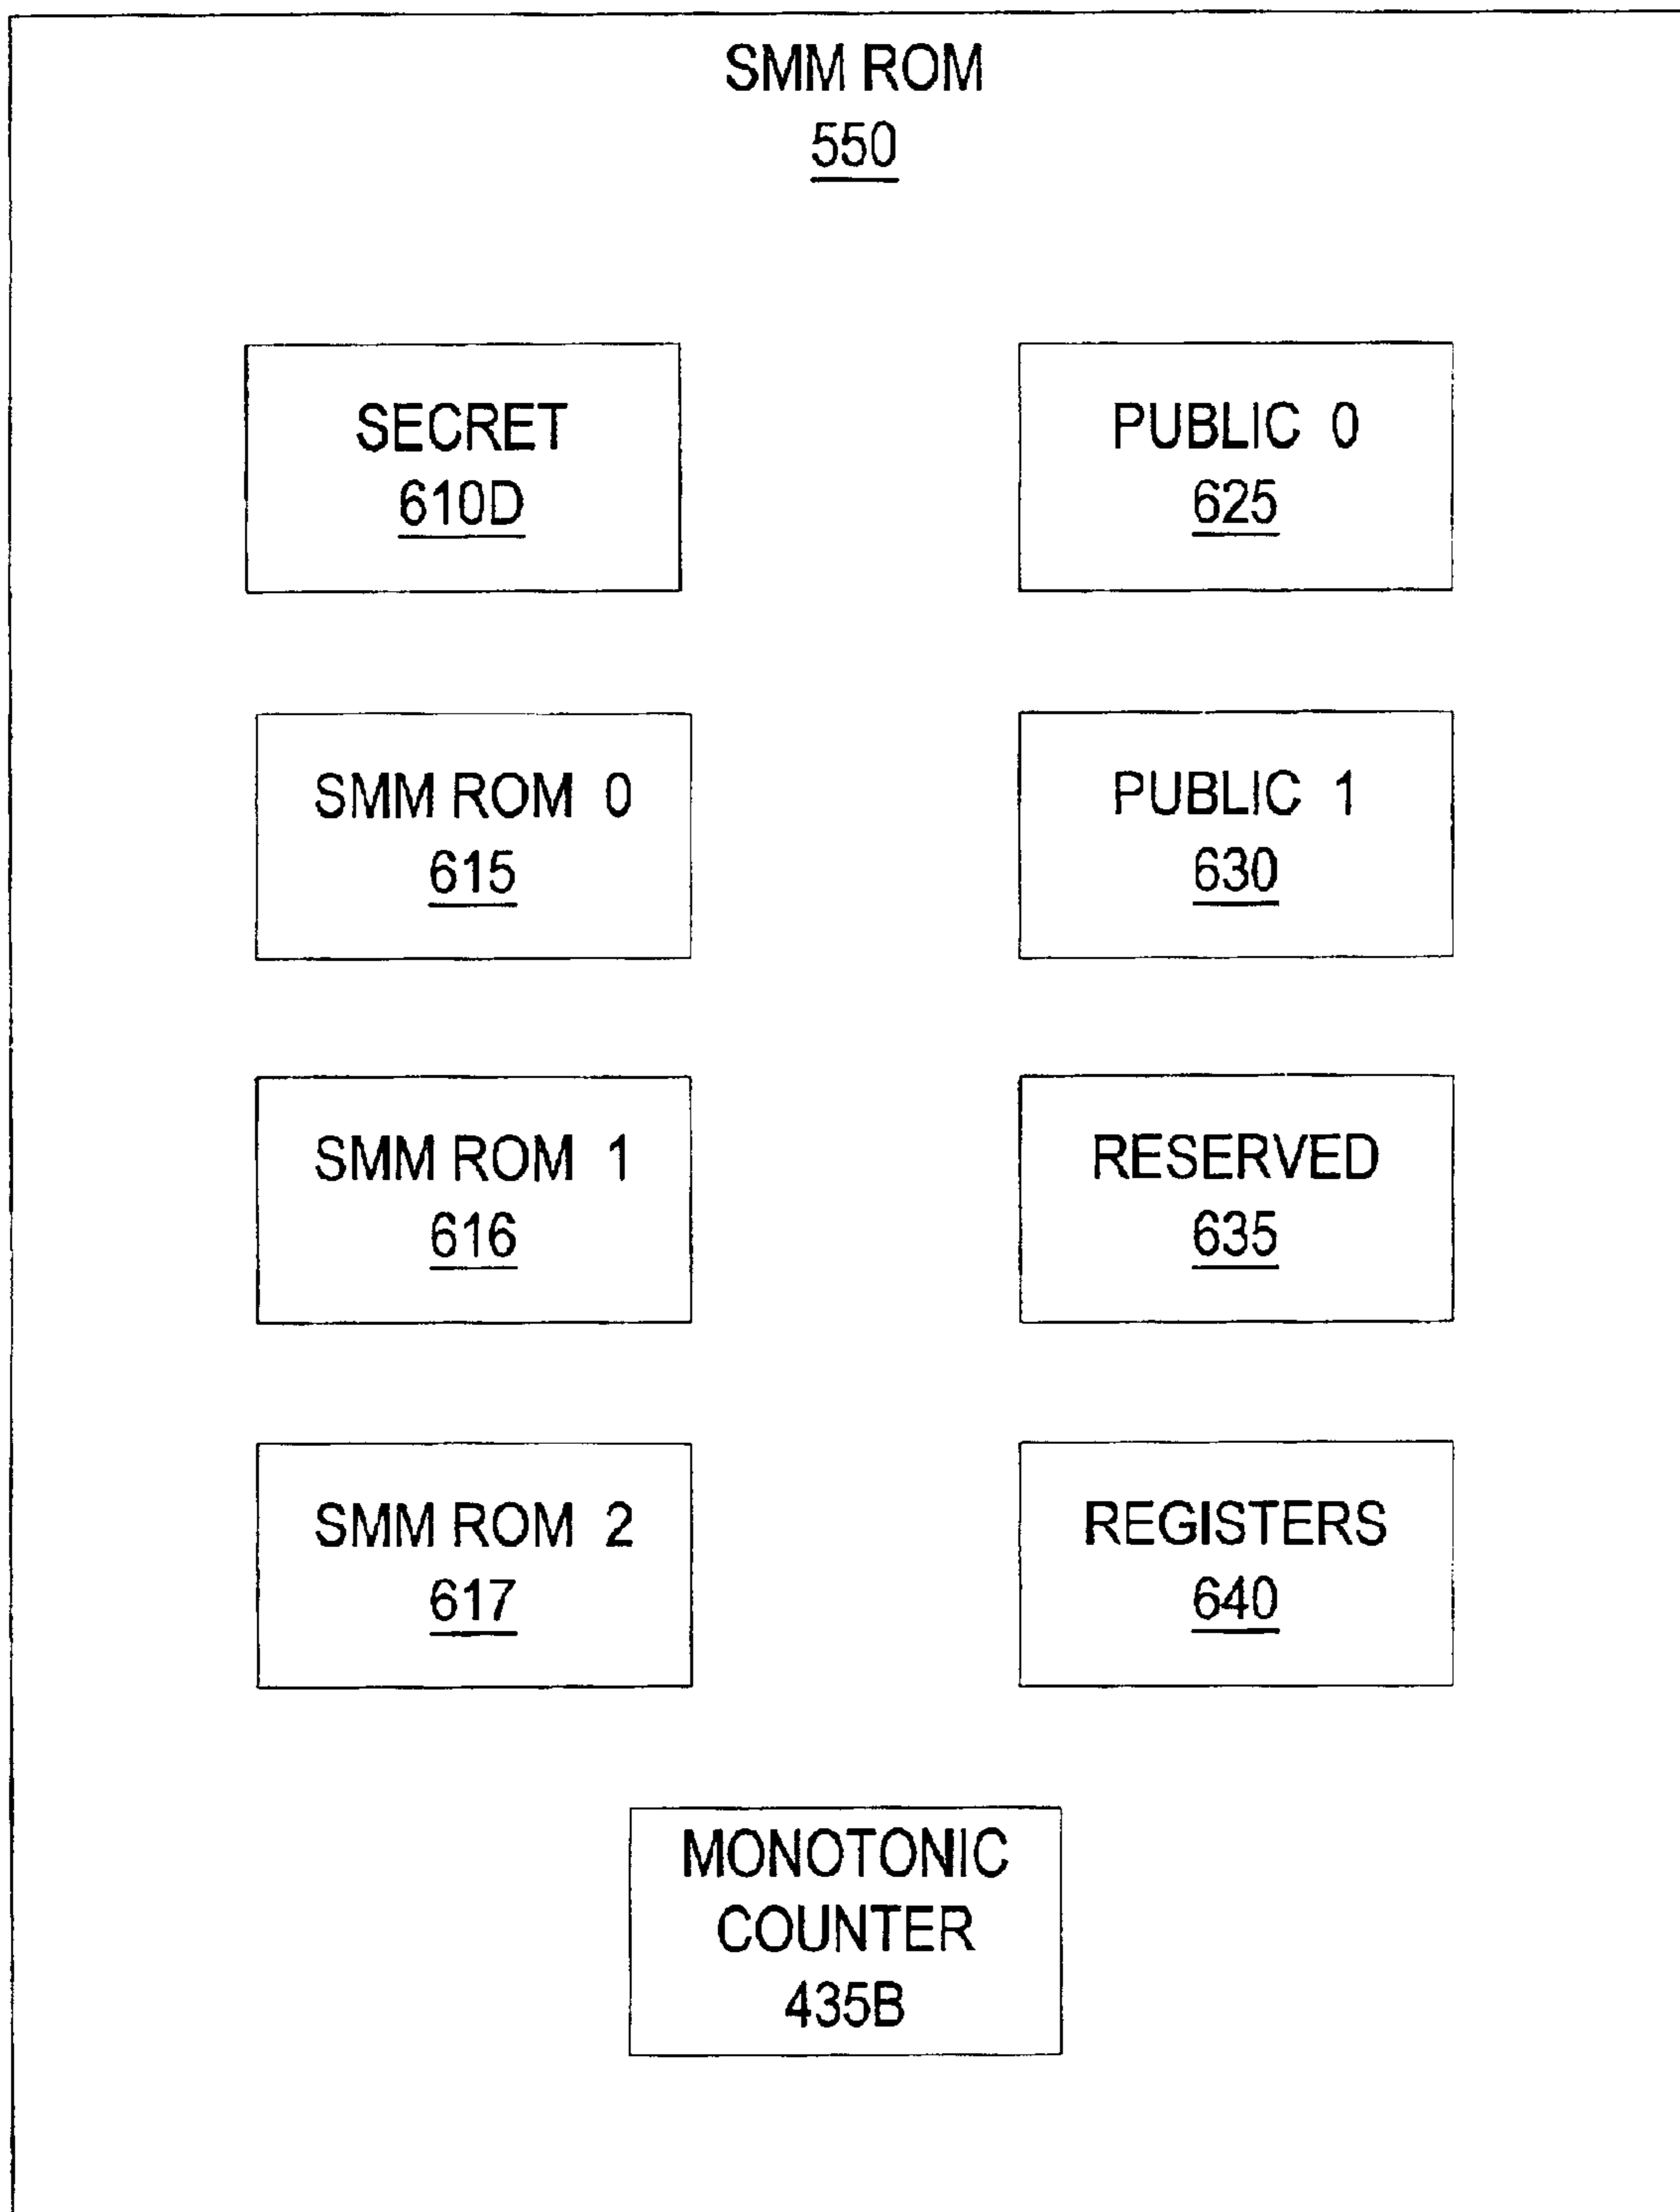 SMM ROM
550
SECRET
610D
PUBLIC 0
625
SMM ROM 0
615
PUBLIC 1
630
SMM ROM 1
616
RESERVED
635
SMM ROM 2
617
REGISTERS
640
MONOTONIC
COUNTER
435B